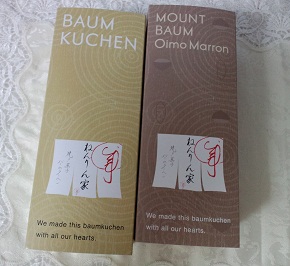 BAUM
KUCHEN
ねんりん家
We made this baumkuchen
with all our hearts.
MOUNT
BAUM
Oimo Marron
ねんりん家
We made this baumkuchen
with all our hearts.